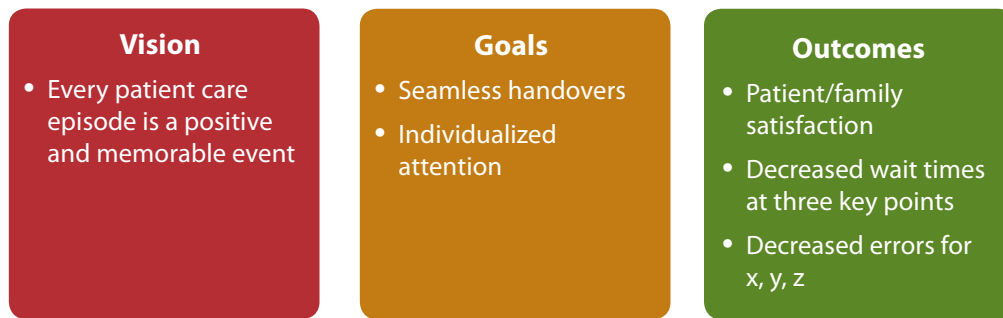 Vision
• Every patient care
episode is a positive
and memorable event
Goals
• Seamless handovers
• Individualized
attention
Outcomes
• Patient/family
satisfaction
• Decreased wait times
at three key points
• Decreased errors for
x, y, z